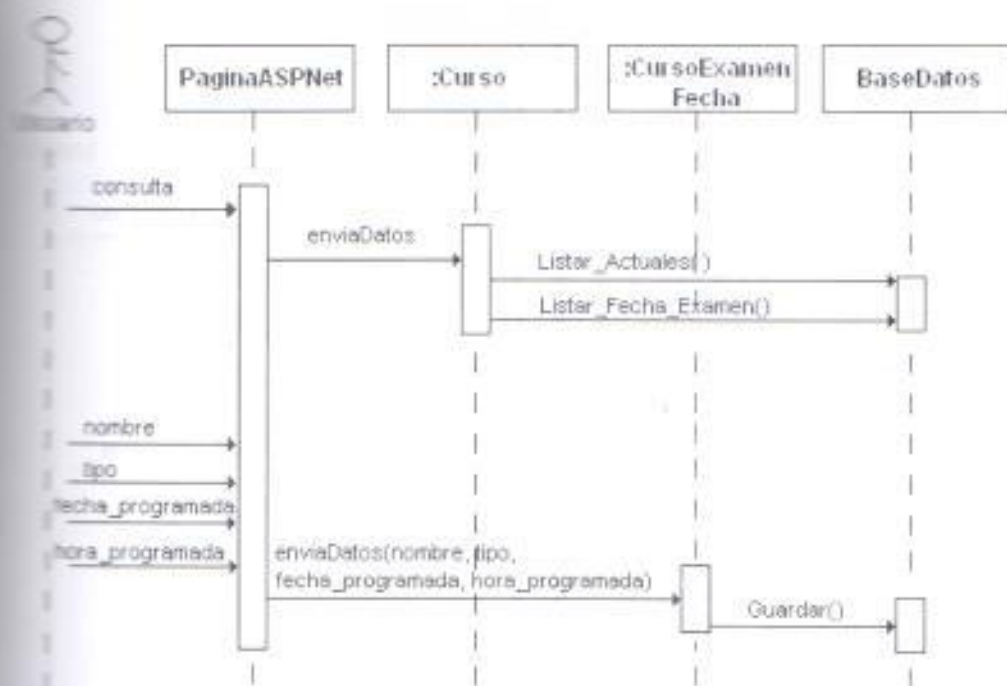 PaginaASPNet
:Curso
:CursoExamen
Fecha
BaseDatos
Usuario
consulta
enviaDatos
Listar_Actuales()
Listar_Fecha_Examen()
nombre
tipo
fecha_programada
hora_programada
enviaDatos(nombre, tipo,
fecha_programada, hora_programada)
Guardar()